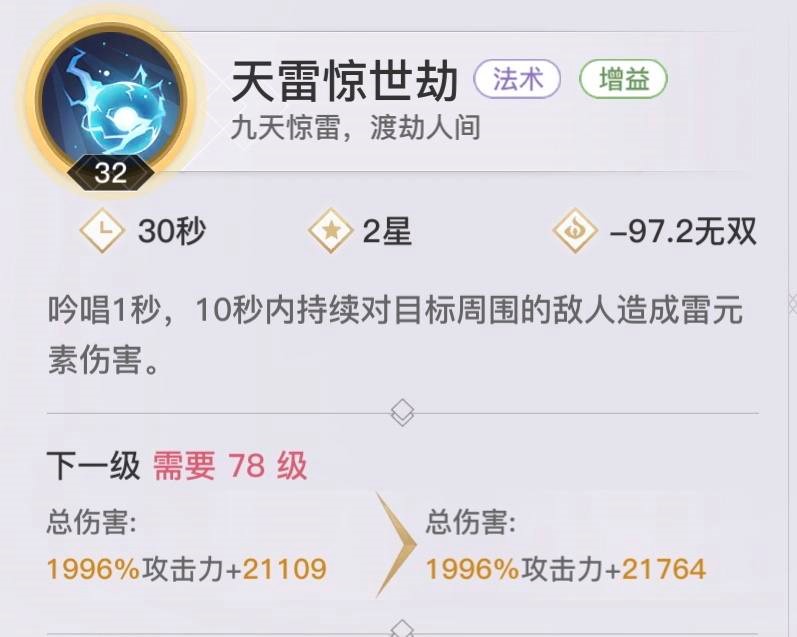 天雷惊世劫 法术 增益
九天惊雷，渡劫人间
32
30秒 2星 -97.2无双
吟唱1秒，10秒内持续对目标周围的敌人造成雷元
素伤害。
下一级 需要 78 级
总伤害: 总伤害:
1996%攻击力+21109 1996%攻击力+21764